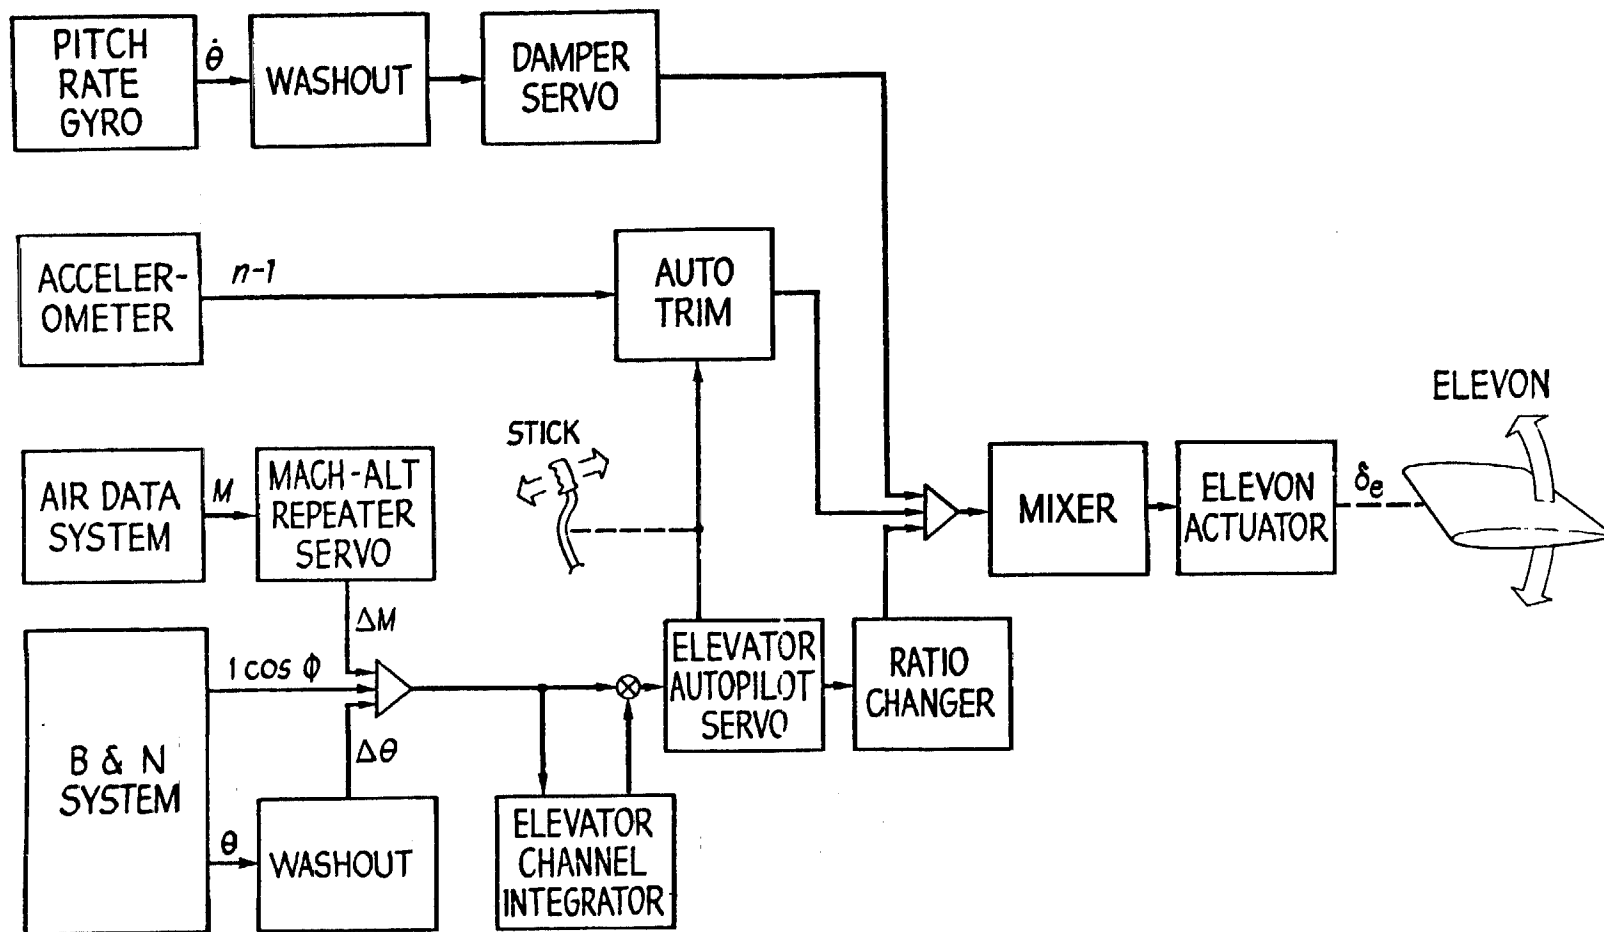 PITCH
RATE
GYRO
θ̇
WASHOUT
DAMPER
SERVO
ACCELER-
OMETER
n-1
AUTO
TRIM
STICK
ELEVON
AIR DATA
SYSTEM
M
MACH-ALT
REPEATER
SERVO
MIXER
ELEVON
ACTUATOR
δe
ΔM
B & N
SYSTEM
1 cos ϕ
Δθ
θ
WASHOUT
ELEVATOR
CHANNEL
INTEGRATOR
ELEVATOR
AUTOPILOT
SERVO
RATIO
CHANGER